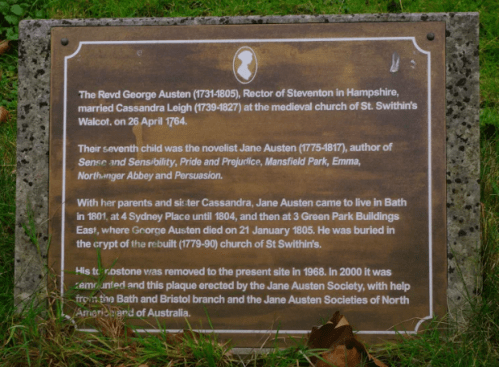 The Revd George Austen (1731-1805), Rector of Steventon in Hampshire,
married Cassandra Leigh (1739-1827) at the medieval church of St. Swithin's
Walcot, on 26 April 1764.
Their seventh child was the novelist Jane Austen (1775-1817), author of
Sense and Sensibility, Pride and Prejudice, Mansfield Park, Emma,
Northanger Abbey and Persuasion.
With her parents and sister Cassandra, Jane Austen came to live in Bath
in 1801, at 4 Sydney Place until 1804, and then at 3 Green Park Buildings
East, where George Austen died on 21 January 1805. He was buried in
the crypt of the rebuilt (1779-90) church of St Swithin's.
His tombstone was removed to the present site in 1968. In 2000 it was
remounted and this plaque erected by the Jane Austen Society, with help
from the Bath and Bristol branch and the Jane Austen Societies of North
America and of Australia.